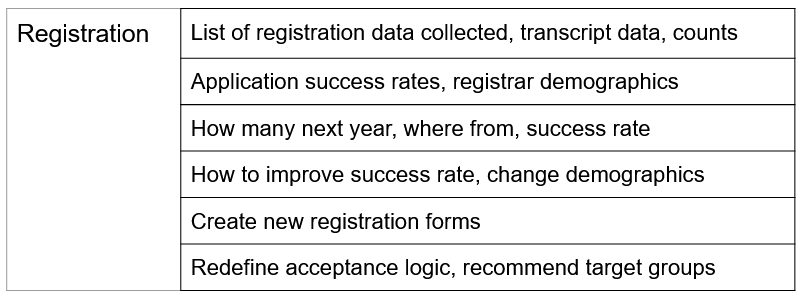 Registration
List of registration data collected, transcript data, counts
Application success rates, registrar demographics
How many next year, where from, success rate
How to improve success rate, change demographics
Create new registration forms
Redefine acceptance logic, recommend target groups